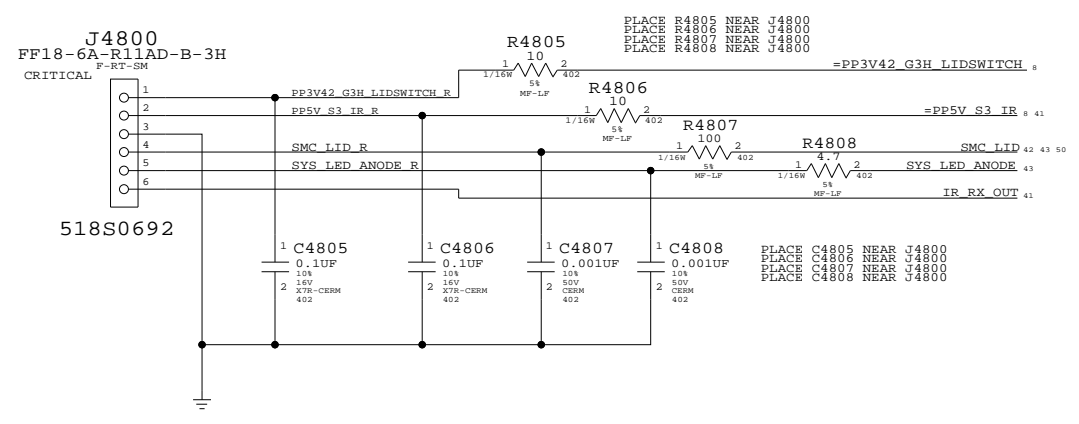 PLACE R4805 NEAR J4800
PLACE R4806 NEAR J4800
PLACE R4807 NEAR J4800
PLACE R4808 NEAR J4800
J4800
FF18-6A-R11AD-B-3H
F-RT-SM
CRITICAL
R4805
10
1 2
1/16W 402
5%
MF-LF
=PP3V42_G3H_LIDSWITCH 8
1 PP3V42_G3H_LIDSWITCH_R
R4806
10
1 2
1/16W 402
5%
MF-LF
=PP5V_S3_IR 8 41
2 PP5V_S3_IR_R
3
R4807
100
1 2
1/16W 402
5%
MF-LF
SMC_LID 42 43 50
4 SMC_LID_R
R4808
4.7
1 2
1/16W 402
5%
MF-LF
SYS_LED_ANODE 43
5 SYS_LED_ANODE_R
6
IR_RX_OUT 41
518S0692
1 C4805
0.1UF
10%
16V
2 X7R-CERM
402
1 C4806
0.1UF
10%
16V
2 X7R-CERM
402
1 C4807
0.001UF
10%
50V
2 CERM
402
1 C4808
0.001UF
10%
50V
2 CERM
402
PLACE C4805 NEAR J4800
PLACE C4806 NEAR J4800
PLACE C4807 NEAR J4800
PLACE C4808 NEAR J4800